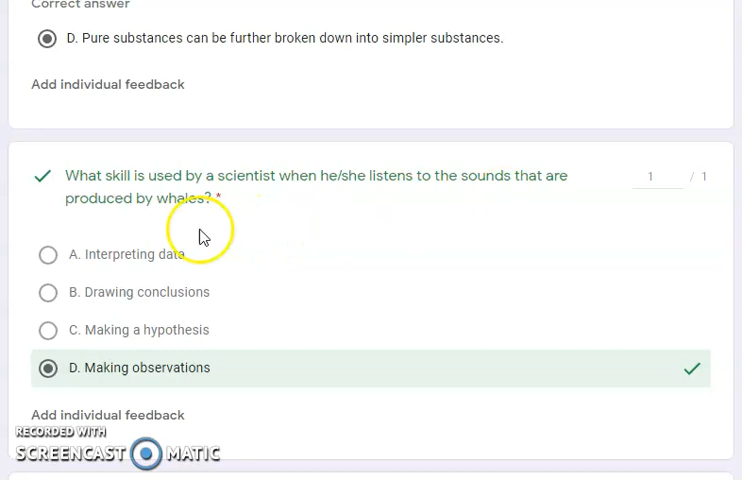 Correct answer
D. Pure substances can be further broken down into simpler substances.
Add individual feedback
What skill is used by a scientist when he/she listens to the sounds that are
produced by whales? *
1 / 1
A. Interpreting data
B. Drawing conclusions
C. Making a hypothesis
D. Making observations
Add individual feedback
RECORDED WITH
SCREENCAST MATIC